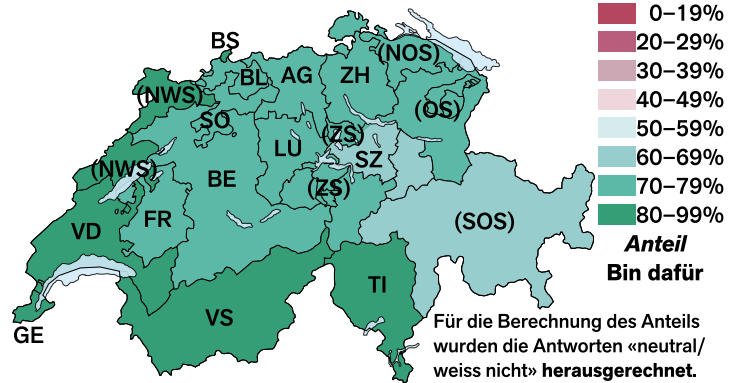 BS
(NOS)
0–19%
20–29%
30–39%
40–49%
50–59%
60–69%
70–79%
80–99%
Anteil
Bin dafür
(NWS)
BL
AG
ZH
(OS)
SO
(ZS)
LU
SZ
(NWS)
BE
(ZS)
FR
(SOS)
VD
TI
VS
GE
Für die Berechnung des Anteils
wurden die Antworten «neutral/
weiss nicht» herausgerechnet.